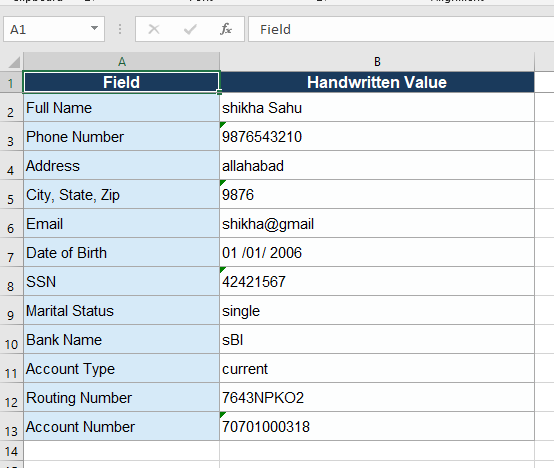 A1 fx Field
A B
1 Field Handwritten Value
2 Full Name shikha Sahu
3 Phone Number 9876543210
4 Address allahabad
5 City, State, Zip 9876
6 Email shikha@gmail
7 Date of Birth 01 /01/ 2006
8 SSN 42421567
9 Marital Status single
10 Bank Name sBI
11 Account Type current
12 Routing Number 7643NPKO2
13 Account Number 70701000318
14